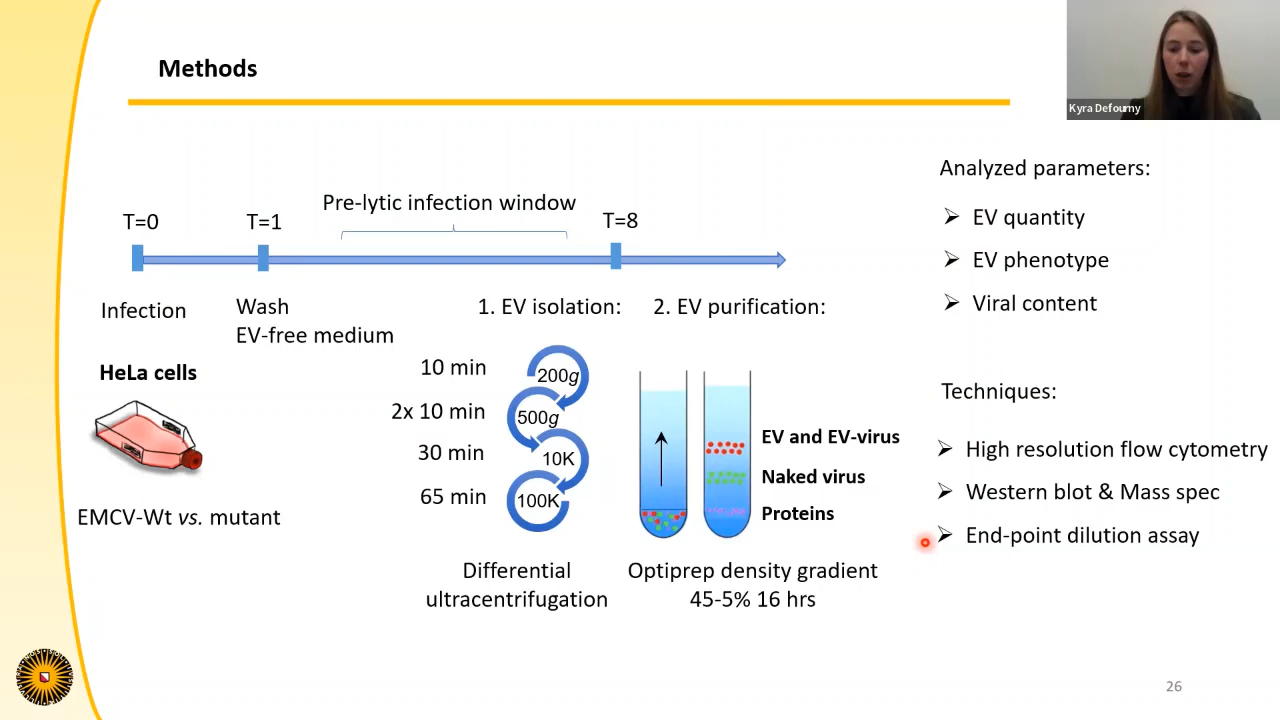 Methods
Kyra Defourny
Analyzed parameters:
EV quantity
EV phenotype
Viral content
Pre-lytic infection window
T=0
T=1
T=8
Infection
Wash
EV-free medium
1. EV isolation:
2. EV purification:
HeLa cells
10 min
200g
2x 10 min
500g
30 min
10K
65 min
100K
EV and EV-virus
Naked virus
Proteins
EMCV-Wt vs. mutant
Differential
ultracentrifugation
Optiprep density gradient
45-5% 16 hrs
Techniques:
High resolution flow cytometry
Western blot & Mass spec
End-point dilution assay
26